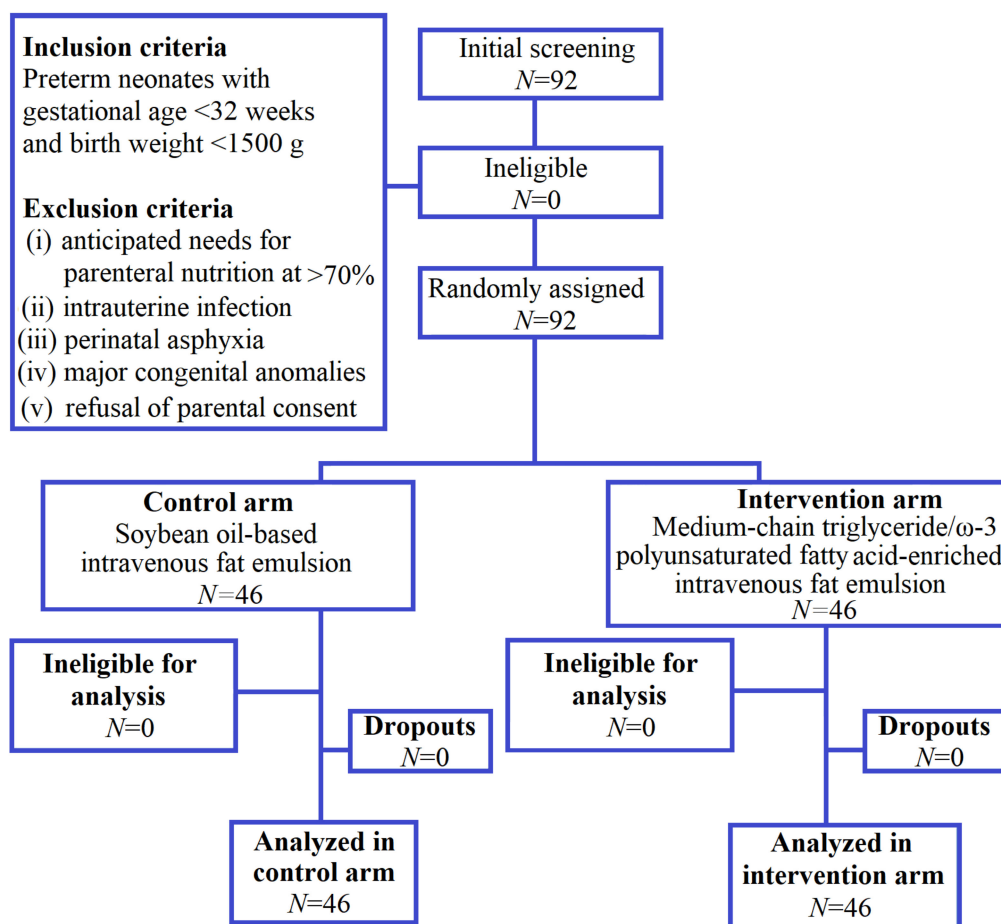 Inclusion criteria
Preterm neonates with
gestational age <32 weeks
and birth weight <1500 g
Exclusion criteria
(i) anticipated needs for
parenteral nutrition at >70%
(ii) intrauterine infection
(iii) perinatal asphyxia
(iv) major congenital anomalies
(v) refusal of parental consent
Initial screening
N=92
Ineligible
N=0
Randomly assigned
N=92
Control arm
Soybean oil-based
intravenous fat emulsion
N=46
Intervention arm
Medium-chain triglyceride/ω-3
polyunsaturated fatty acid-enriched
intravenous fat emulsion
N=46
Ineligible for
analysis
N=0
Dropouts
N=0
Ineligible for
analysis
N=0
Dropouts
N=0
Analyzed in
control arm
N=46
Analyzed in
intervention arm
N=46